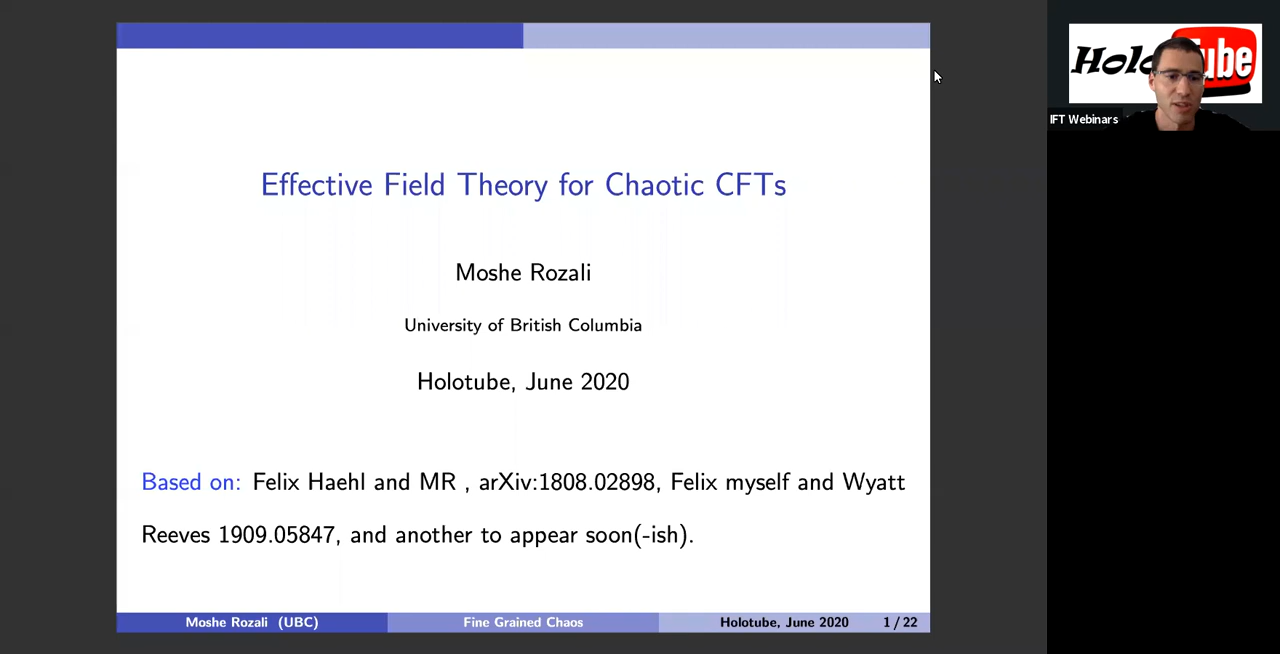 Effective Field Theory for Chaotic CFTs
Moshe Rozali
University of British Columbia
Holotube, June 2020
Based on: Felix Haehl and MR , arXiv:1808.02898, Felix myself and Wyatt
Reeves 1909.05847, and another to appear soon(-ish).
Moshe Rozali (UBC) Fine Grained Chaos Holotube, June 2020 1 / 22
IFT Webinars